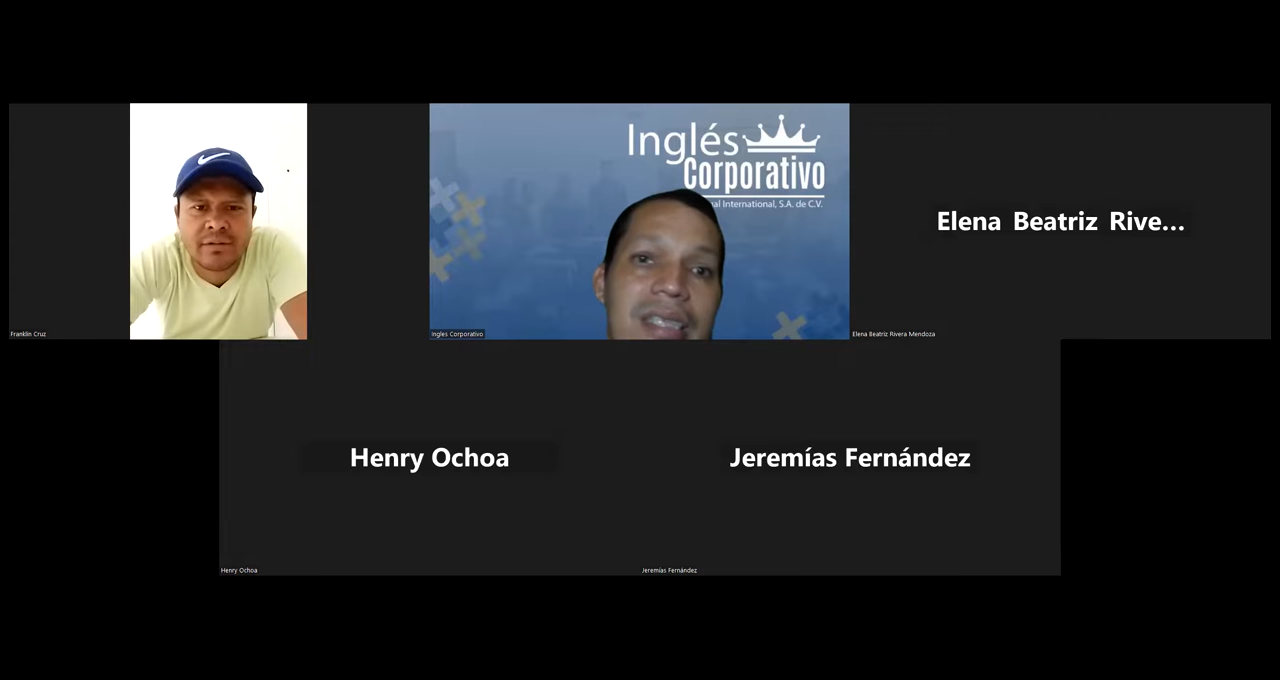 Inglés
Corporativo
al International, S.A. de C.V.
Elena Beatriz Rive...
Franklin Cruz
Ingles Corporativo
Elena Beatriz Rivera Mendoza
Henry Ochoa
Jeremías Fernández
Henry Ochoa
Jeremías Fernández